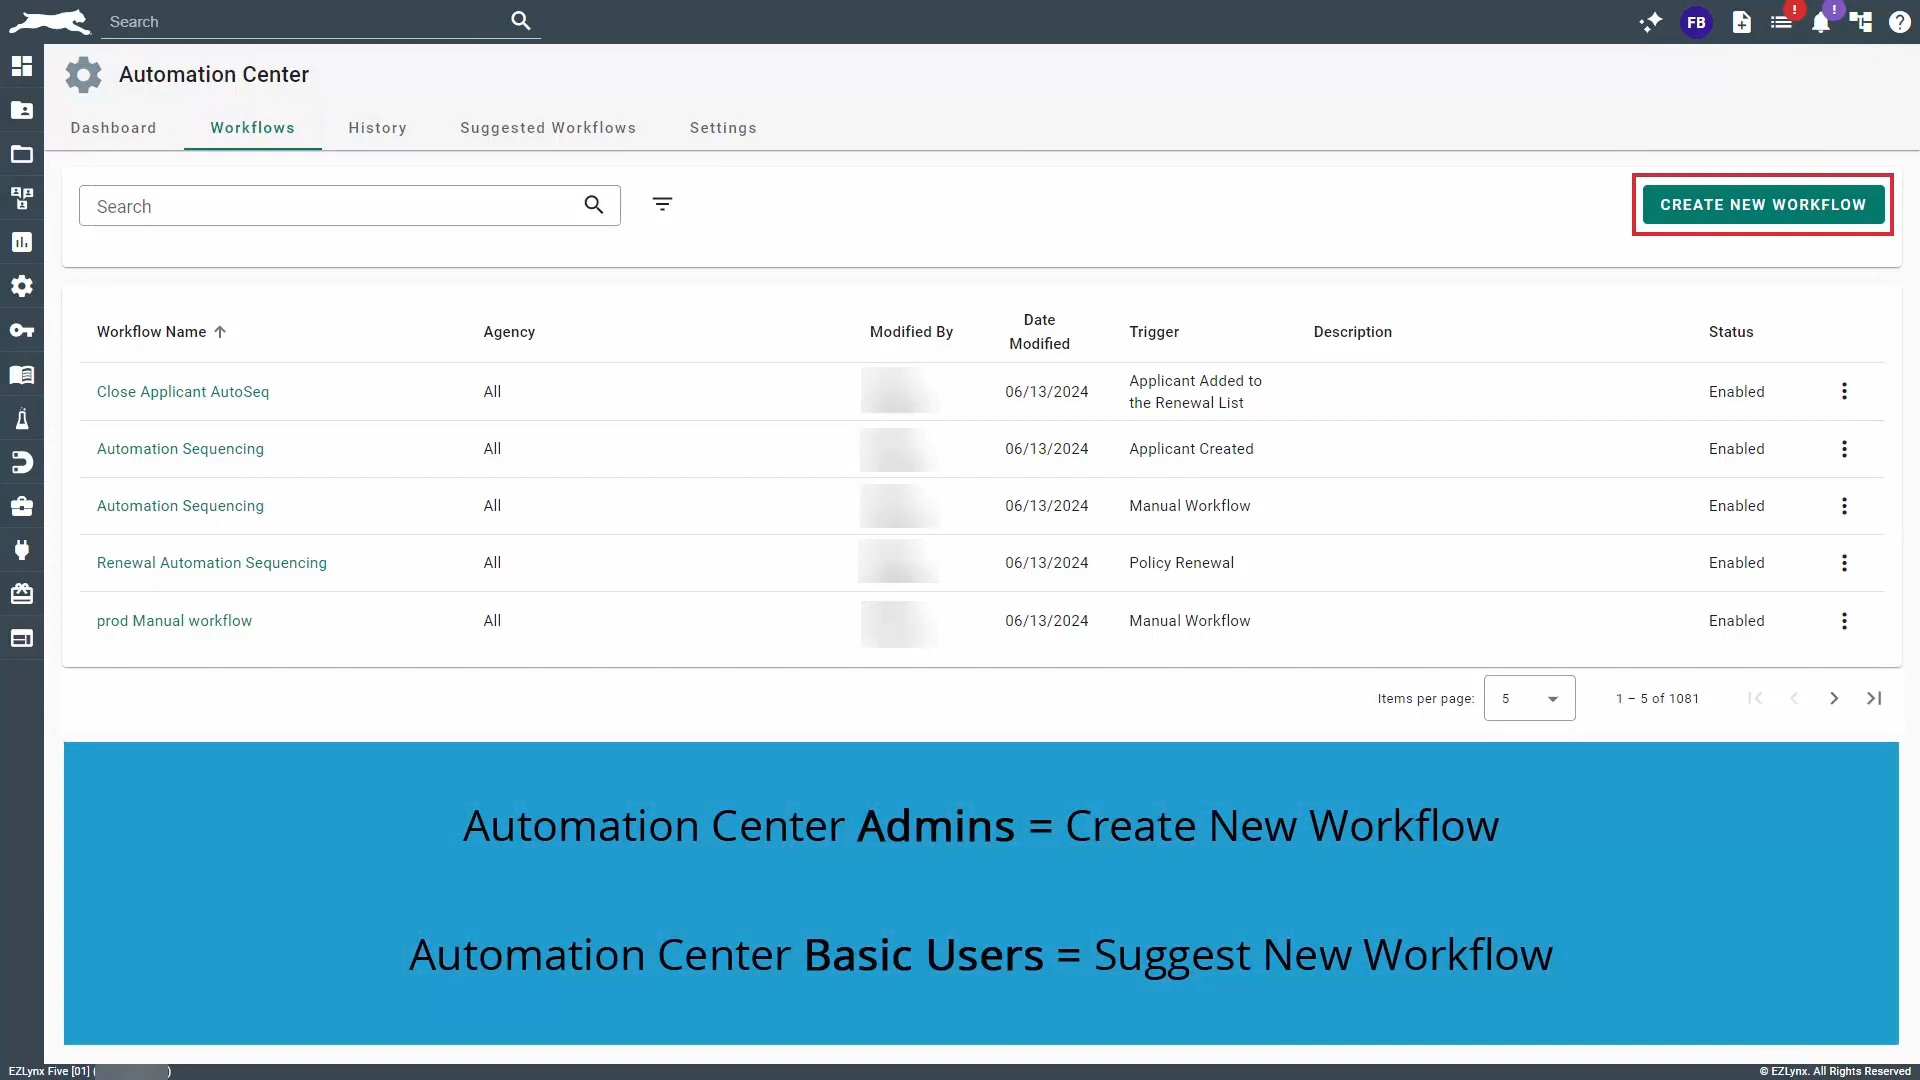 Search
FB
!
!
Automation Center
Dashboard Workflows History Suggested Workflows Settings
Search
CREATE NEW WORKFLOW
Workflow Name Agency Modified By Date Modified Trigger Description Status
Close Applicant AutoSeq All 06/13/2024 Applicant Added to the Renewal List Enabled
Automation Sequencing All 06/13/2024 Applicant Created Enabled
Automation Sequencing All 06/13/2024 Manual Workflow Enabled
Renewal Automation Sequencing All 06/13/2024 Policy Renewal Enabled
prod Manual workflow All 06/13/2024 Manual Workflow Enabled
Items per page: 5 1 – 5 of 1081
Automation Center Admins = Create New Workflow
Automation Center Basic Users = Suggest New Workflow
EZLynx Five [01] ( )
© EZLynx. All Rights Reserved